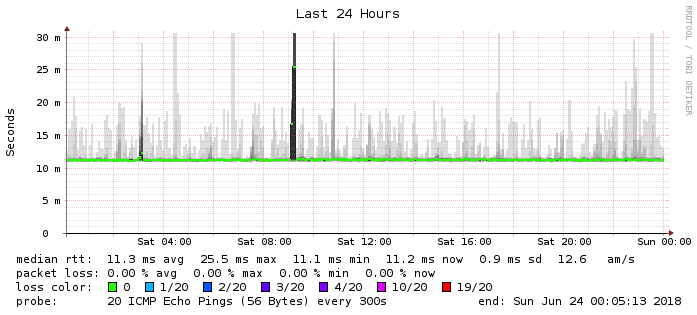 Last 24 Hours
RRDTOOL / TOBI OETIKER
Seconds
30 m
25 m
20 m
15 m
10 m
5 m
0
Sat 04:00 Sat 08:00 Sat 12:00 Sat 16:00 Sat 20:00 Sun 00:00
median rtt: 11.3 ms avg 25.5 ms max 11.1 ms min 11.2 ms now 0.9 ms sd 12.6 am/s
packet loss: 0.00 % avg 0.00 % max 0.00 % min 0.00 % now
loss color: 0 1/20 2/20 3/20 4/20 10/20 19/20
probe: 20 ICMP Echo Pings (56 Bytes) every 300s end: Sun Jun 24 00:05:13 2018